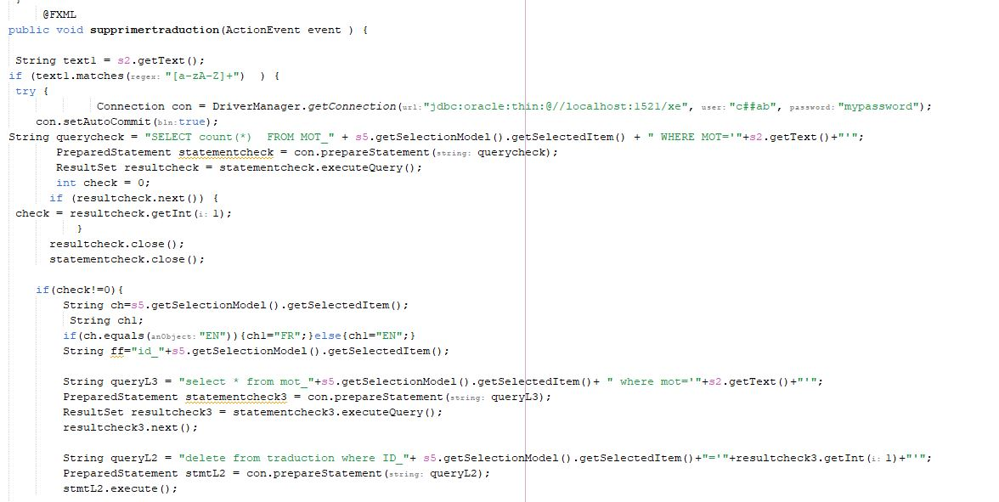 }
@FXML
public void supprimertraduction(ActionEvent event ) {
String text1 = s2.getText();
if (text1.matches(regex: "[a-zA-Z]+")  ) {
try {
Connection con = DriverManager.getConnection(url:"jdbc:oracle:thin:@//localhost:1521/xe", user: "c##ab", password: "mypassword");
con.setAutoCommit(bln:true);
String querycheck = "SELECT count(*)  FROM MOT_" + s5.getSelectionModel().getSelectedItem() + " WHERE MOT='"+s2.getText()+"'";
PreparedStatement statementcheck = con.prepareStatement(string: querycheck);
ResultSet resultcheck = statementcheck.executeQuery();
int check = 0;
if (resultcheck.next()) {
check = resultcheck.getInt(i: 1);
}
resultcheck.close();
statementcheck.close();
if(check!=0){
String ch=s5.getSelectionModel().getSelectedItem();
String ch1;
if(ch.equals(anObject: "EN")){ch1="FR";}else{ch1="EN";}
String ff="id_"+s5.getSelectionModel().getSelectedItem();
String queryL3 = "select * from mot_"+s5.getSelectionModel().getSelectedItem()+ " where mot='"+s2.getText()+"'";
PreparedStatement statementcheck3 = con.prepareStatement(string: queryL3);
ResultSet resultcheck3 = statementcheck3.executeQuery();
resultcheck3.next();
String queryL2 = "delete from traduction where ID_"+ s5.getSelectionModel().getSelectedItem()+"='"+resultcheck3.getInt(i: 1)+"'";
PreparedStatement stmtL2 = con.prepareStatement(string: queryL2);
stmtL2.execute();